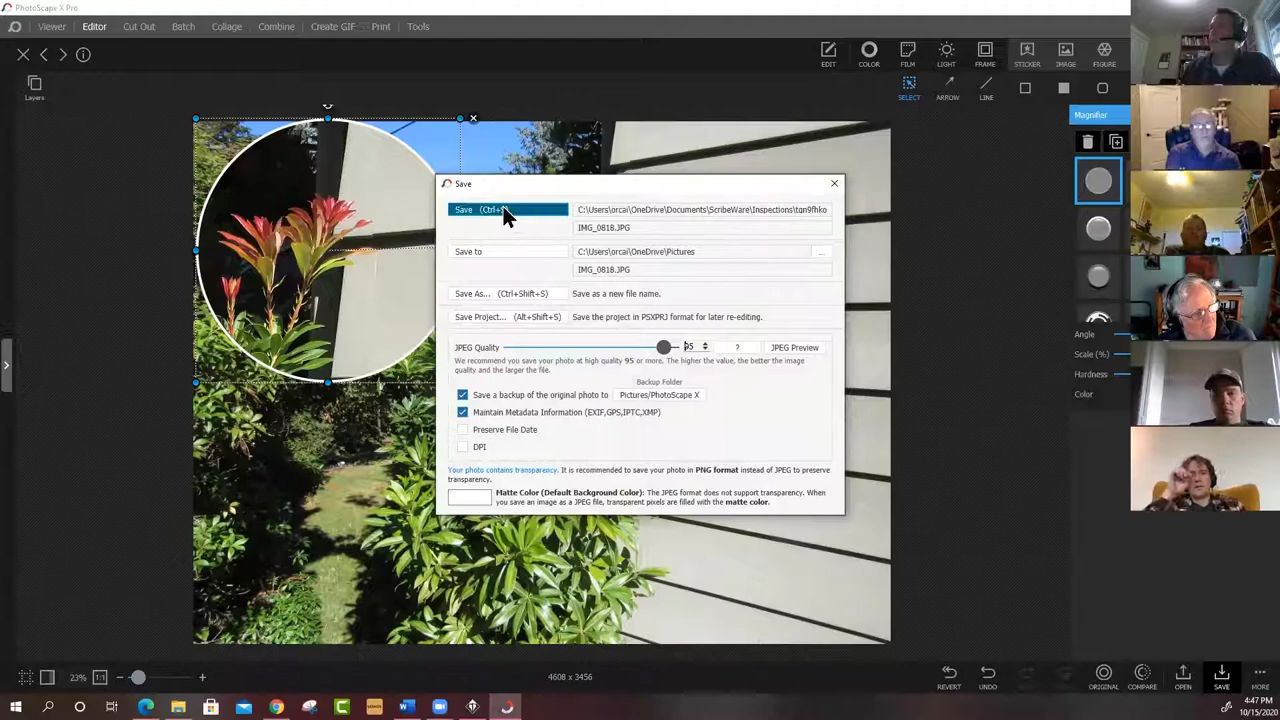 PhotoScape X Pro
Viewer Editor Cut Out Batch Collage Combine Create GIF Print Tools
EDIT COLOR FILM LIGHT FRAME STICKER IMAGE FIGURE
Layers
SELECT ARROW LINE
Magnifier
Save
Save (Ctrl+S) C:\Users\orcai\OneDrive\Documents\ScribeWare\Inspections\tqn9fhko
IMG_0818.JPG
Save to C:\Users\orcai\OneDrive\Pictures ...
IMG_0818.JPG
Save As... (Ctrl+Shift+S) Save as a new file name.
Save Project... (Alt+Shift+S) Save the project in PSXPRJ format for later re-editing.
JPEG Quality 95 ? JPEG Preview
We recommend you save your photo at high quality 95 or more. The higher the value, the better the image
quality and the larger the file.
Backup Folder
Save a backup of the original photo to Pictures/PhotoScape X
Maintain Metadata Information (EXIF,GPS,IPTC,XMP)
Preserve File Date
DPI
Your photo contains transparency. It is recommended to save your photo in PNG format instead of JPEG to preserve
transparency.
Matte Color (Default Background Color): The JPEG format does not support transparency. When
you save an image as a JPEG file, transparent pixels are filled with the matte color.
Angle
Scale (%)
Hardness
Color
23% 1:1 4608 x 3456
REVERT UNDO ORIGINAL COMPARE OPEN SAVE MORE
4:47 PM
10/15/2020